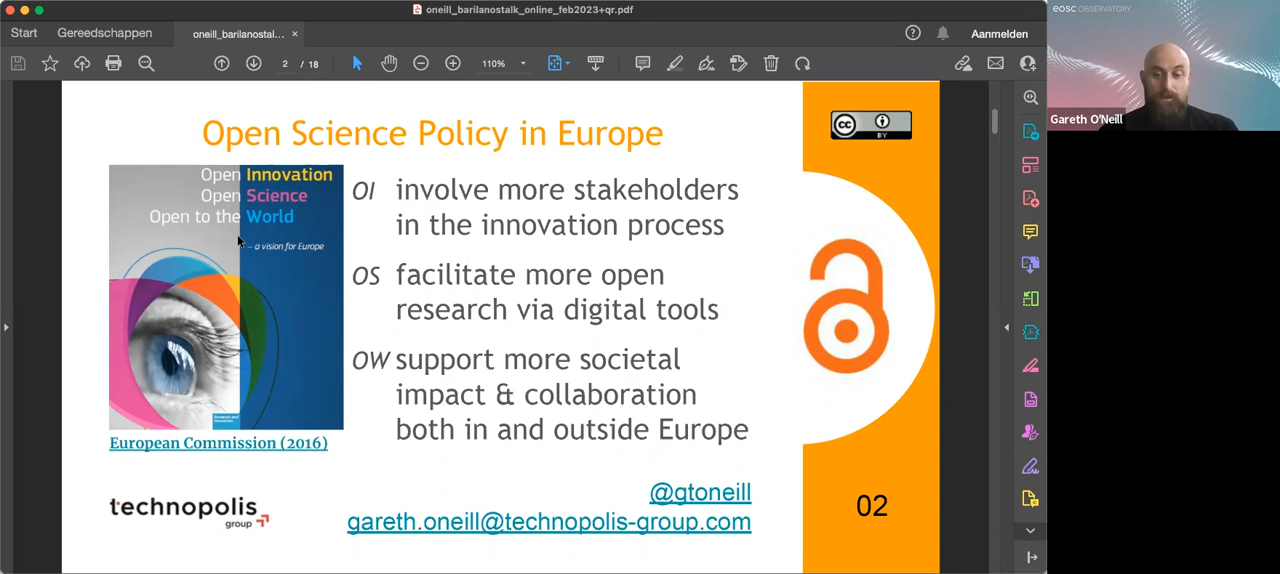 oneill_barilanostalk_online_feb2023+qr.pdf
Start
Gereedschappen
oneill_barilanostal...
Aanmelden
2 / 18
110%
Open Science Policy in Europe
Open Innovation
Open Science
Open to the World
– a vision for Europe
European Commission (2016)
OI involve more stakeholders
in the innovation process
OS facilitate more open
research via digital tools
OW support more societal
impact & collaboration
both in and outside Europe
technopolis
group
@gtoneill
gareth.oneill@technopolis-group.com
cc
BY
02
eosc OBSERVATORY
Gareth O'Neill